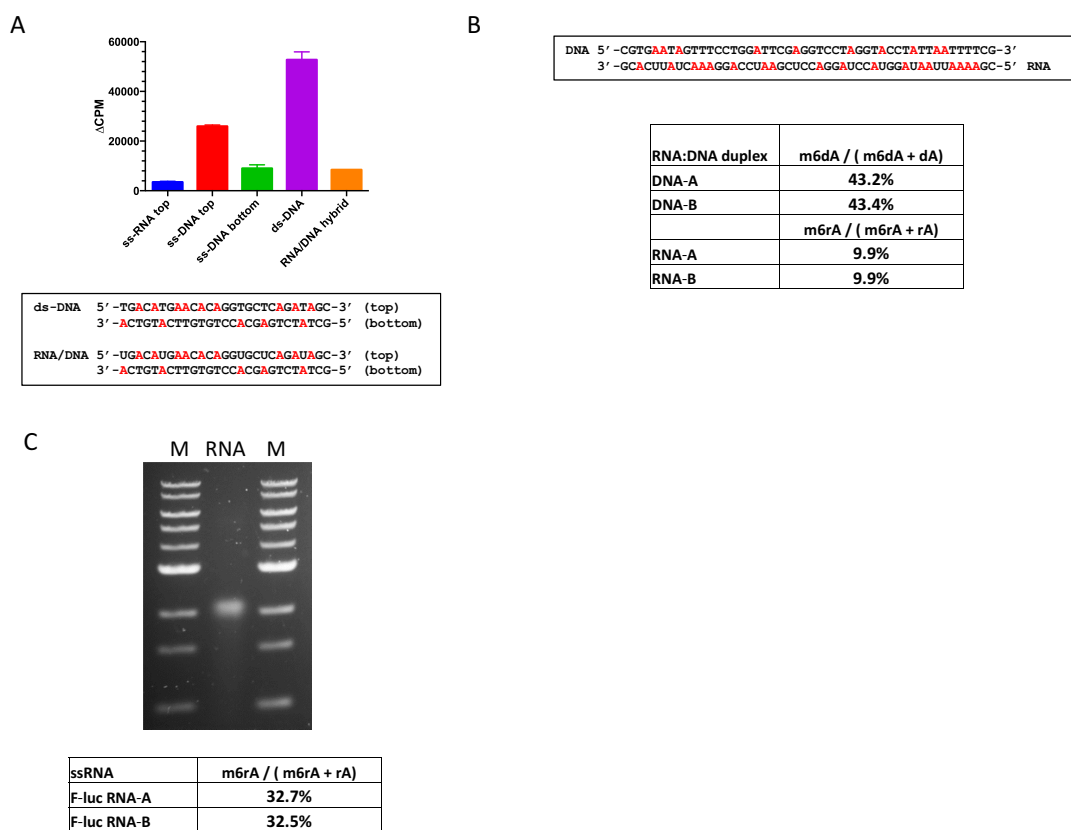 A
60000
40000
20000
0
ΔCPM
ss-RNA top
ss-DNA top
ss-DNA bottom
ds-DNA
RNA/DNA hybrid
ds-DNA 5’-TGACATGAACACAGGTGCTCAGATAGC-3’ (top)
3’-ACTGTACTTGTGTCCACGAGTCTATCG-5’ (bottom)
RNA/DNA 5’-UGACAUGAACACAGGUGCUCAGAUAGC-3’ (top)
3’-ACTGTACTTGTGTCCACGAGTCTATCG-5’ (bottom)
B
DNA 5’-CGTGAATAGTTTCCTGGATTCGAGGTCCTAGGTACCTATTAATTTTCG-3’
3’-GCACUUAUCAAAGGACCUAAGCUCCAGGAUCCAUGGAUAAUUAAAAGC-5’ RNA
RNA:DNA duplex m6dA / ( m6dA + dA)
DNA-A 43.2%
DNA-B 43.4%
m6rA / ( m6rA + rA)
RNA-A 9.9%
RNA-B 9.9%
C
M RNA M
ssRNA m6rA / ( m6rA + rA)
F-luc RNA-A 32.7%
F-luc RNA-B 32.5%